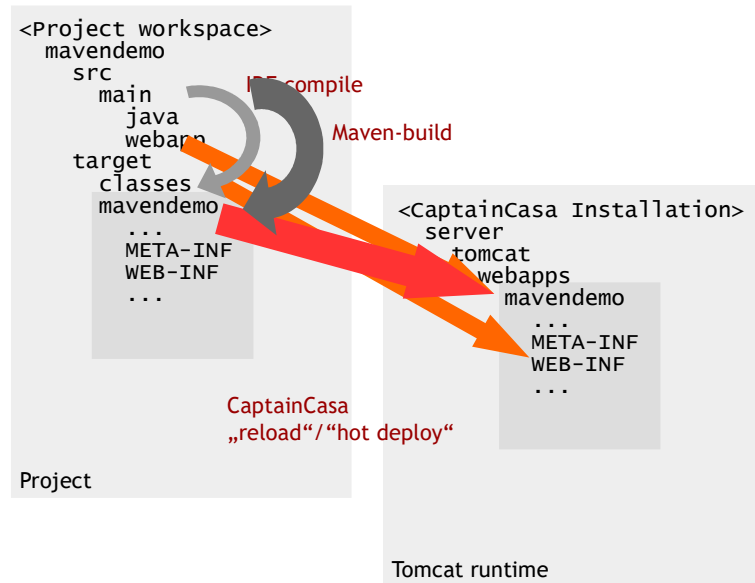 <Project workspace>
mavendemo
src
main
java
webapp
target
classes
mavendemo
...
META-INF
WEB-INF
...
IDE compile
Maven-build
<CaptainCasa Installation>
server
tomcat
webapps
mavendemo
...
META-INF
WEB-INF
...
CaptainCasa
„reload“/“hot deploy“
Project
Tomcat runtime